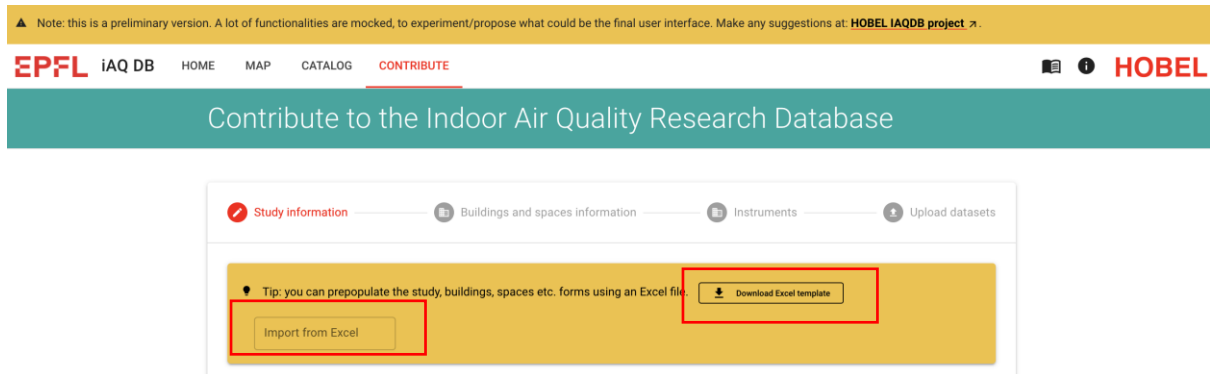 Note: this is a preliminary version. A lot of functionalities are mocked, to experiment/propose what could be the final user interface. Make any suggestions at: HOBEL IAQDB project ↗.
EPFL iAQ DB HOME MAP CATALOG CONTRIBUTE HOBEL
Contribute to the Indoor Air Quality Research Database
Study information Buildings and spaces information Instruments Upload datasets
Tip: you can prepopulate the study, buildings, spaces etc. forms using an Excel file. Download Excel template
Import from Excel